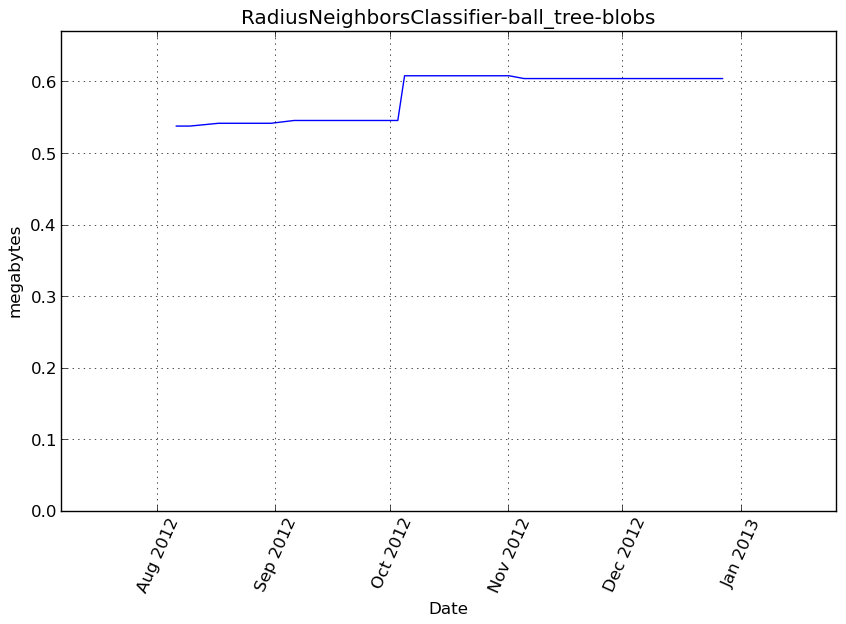 RadiusNeighborsClassifier-ball_tree-blobs
0.6
0.5
0.4
0.3
0.2
0.1
0.0
megabytes
Aug 2012
Sep 2012
Oct 2012
Nov 2012
Dec 2012
Jan 2013
Date